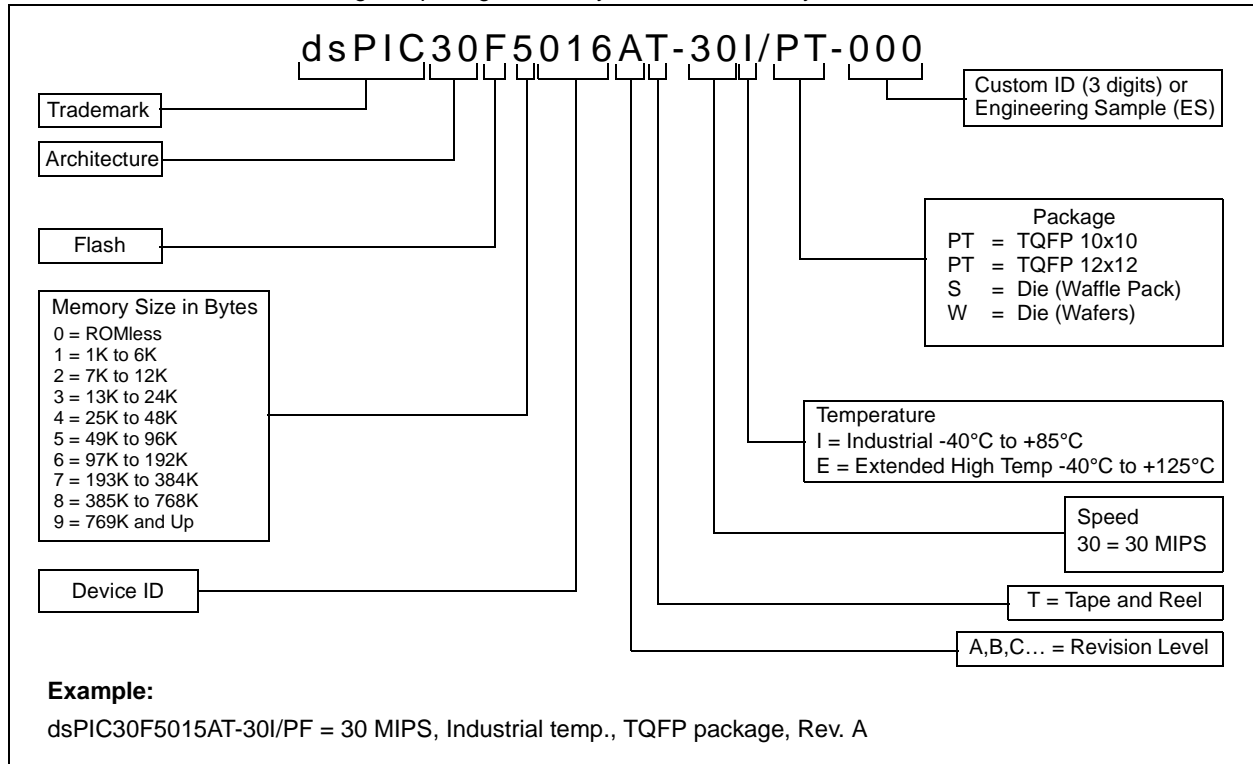 dsPIC30F5016AT-30I/PT-000
Trademark
Architecture
Flash
Memory Size in Bytes
0 = ROMless
1 = 1K to 6K
2 = 7K to 12K
3 = 13K to 24K
4 = 25K to 48K
5 = 49K to 96K
6 = 97K to 192K
7 = 193K to 384K
8 = 385K to 768K
9 = 769K and Up
Device ID
Custom ID (3 digits) or
Engineering Sample (ES)
Package
PT = TQFP 10x10
PT = TQFP 12x12
S = Die (Waffle Pack)
W = Die (Wafers)
Temperature
I = Industrial -40°C to +85°C
E = Extended High Temp -40°C to +125°C
Speed
30 = 30 MIPS
T = Tape and Reel
A,B,C… = Revision Level
Example:
dsPIC30F5015AT-30I/PF = 30 MIPS, Industrial temp., TQFP package, Rev. A